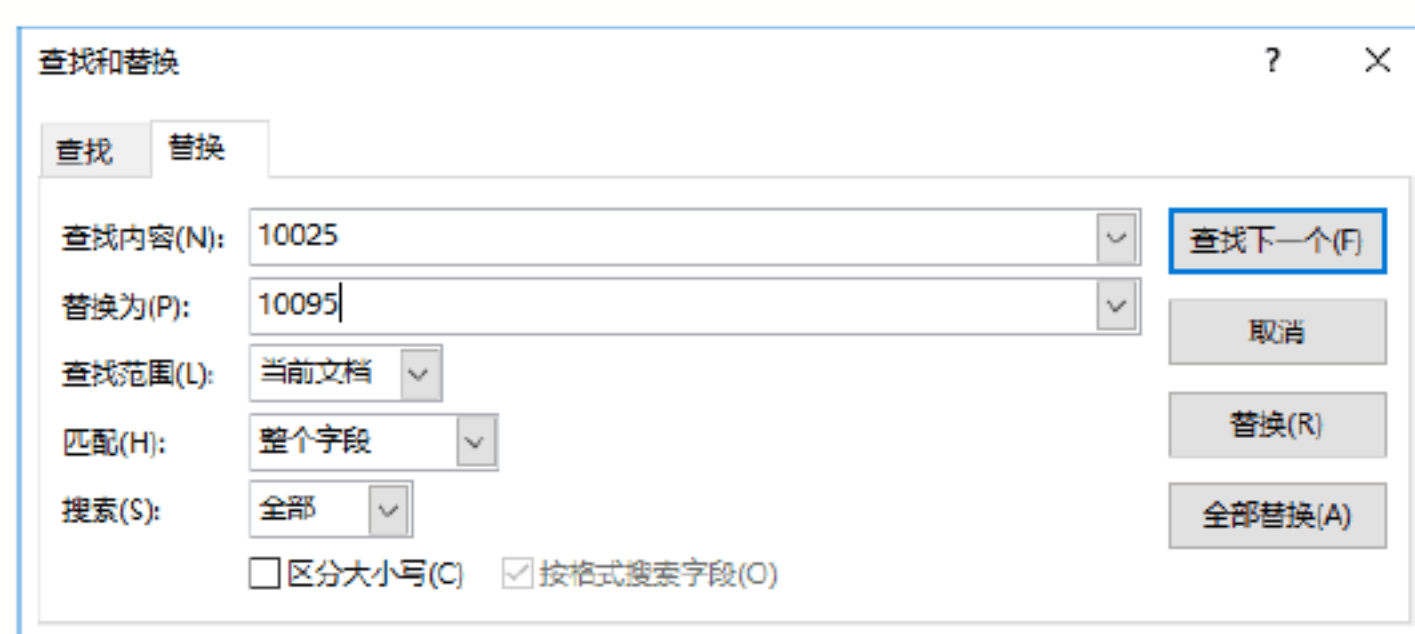 查找和替换 ?
查找 替换
查找内容(N): 10025 查找下一个(F)
替换为(P): 10095 取消
查找范围(L): 当前文档
匹配(H): 整个字段 替换(R)
搜索(S): 全部 全部替换(A)
区分大小写(C) 按格式搜索字段(O)